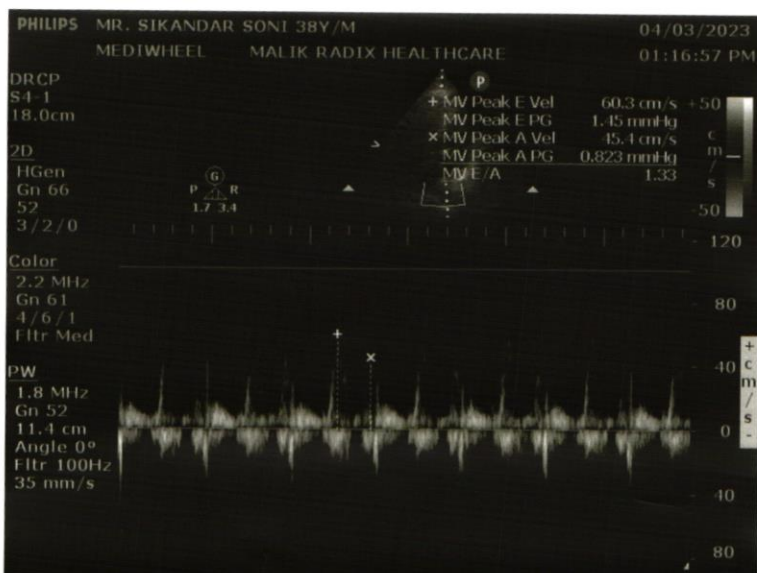 PHILIPS MR. SIKANDAR SONI 38Y/M 04/03/2023
MEDIWHEEL MALIK RADIX HEALTHCARE 01:16:57 PM
DRCP
S4-1
18.0cm
P
+ MV Peak E Vel 60.3 cm/s
MV Peak E PG 1.45 mmHg
× MV Peak A Vel 45.4 cm/s
MV Peak A PG 0.823 mmHg
MV E/A 1.33
+50
cm/s
-50
2D
HGen
Gn 66
52
3/2/0
G
P R
1.7 3.4
Color
2.2 MHz
Gn 61
4/6/1
Fltr Med
PW
1.8 MHz
Gn 52
11.4 cm
Angle 0°
Fltr 100Hz
35 mm/s
120
80
40
0
40
80
+ cm/s -